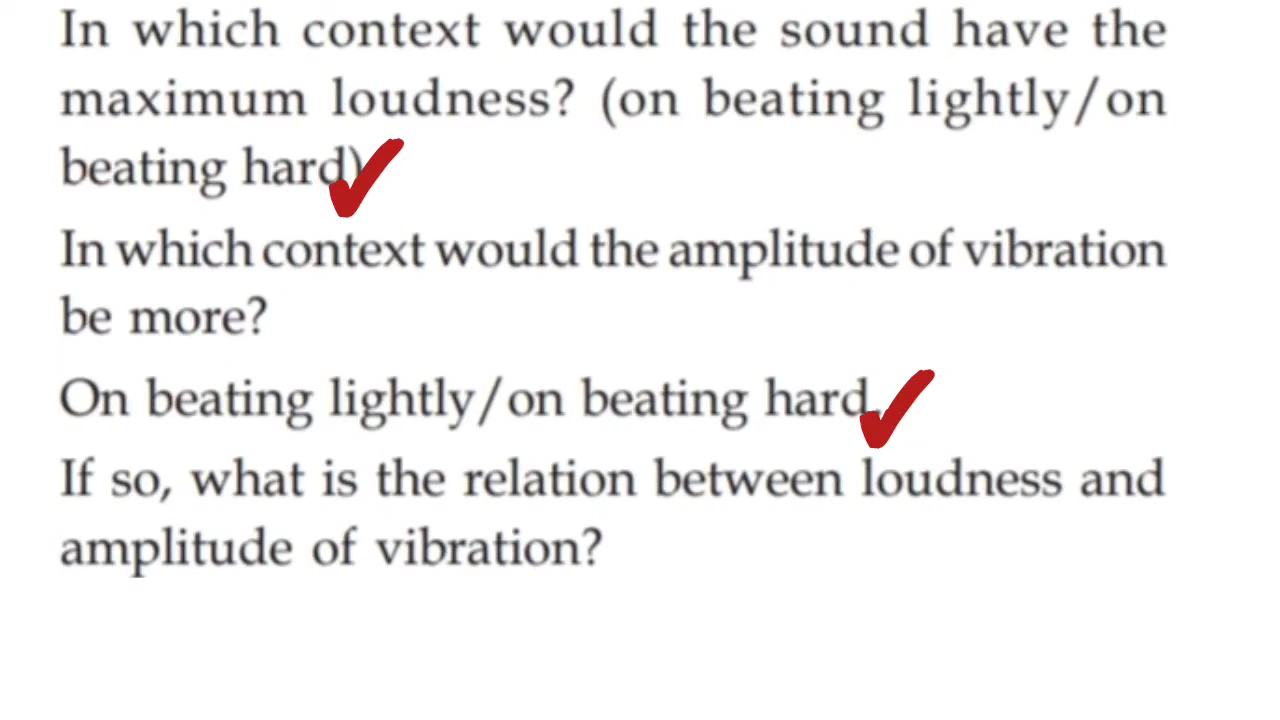 In which context would the sound have the
maximum loudness? (on beating lightly/on
beating hard)
In which context would the amplitude of vibration
be more?
On beating lightly/on beating hard.
If so, what is the relation between loudness and
amplitude of vibration?